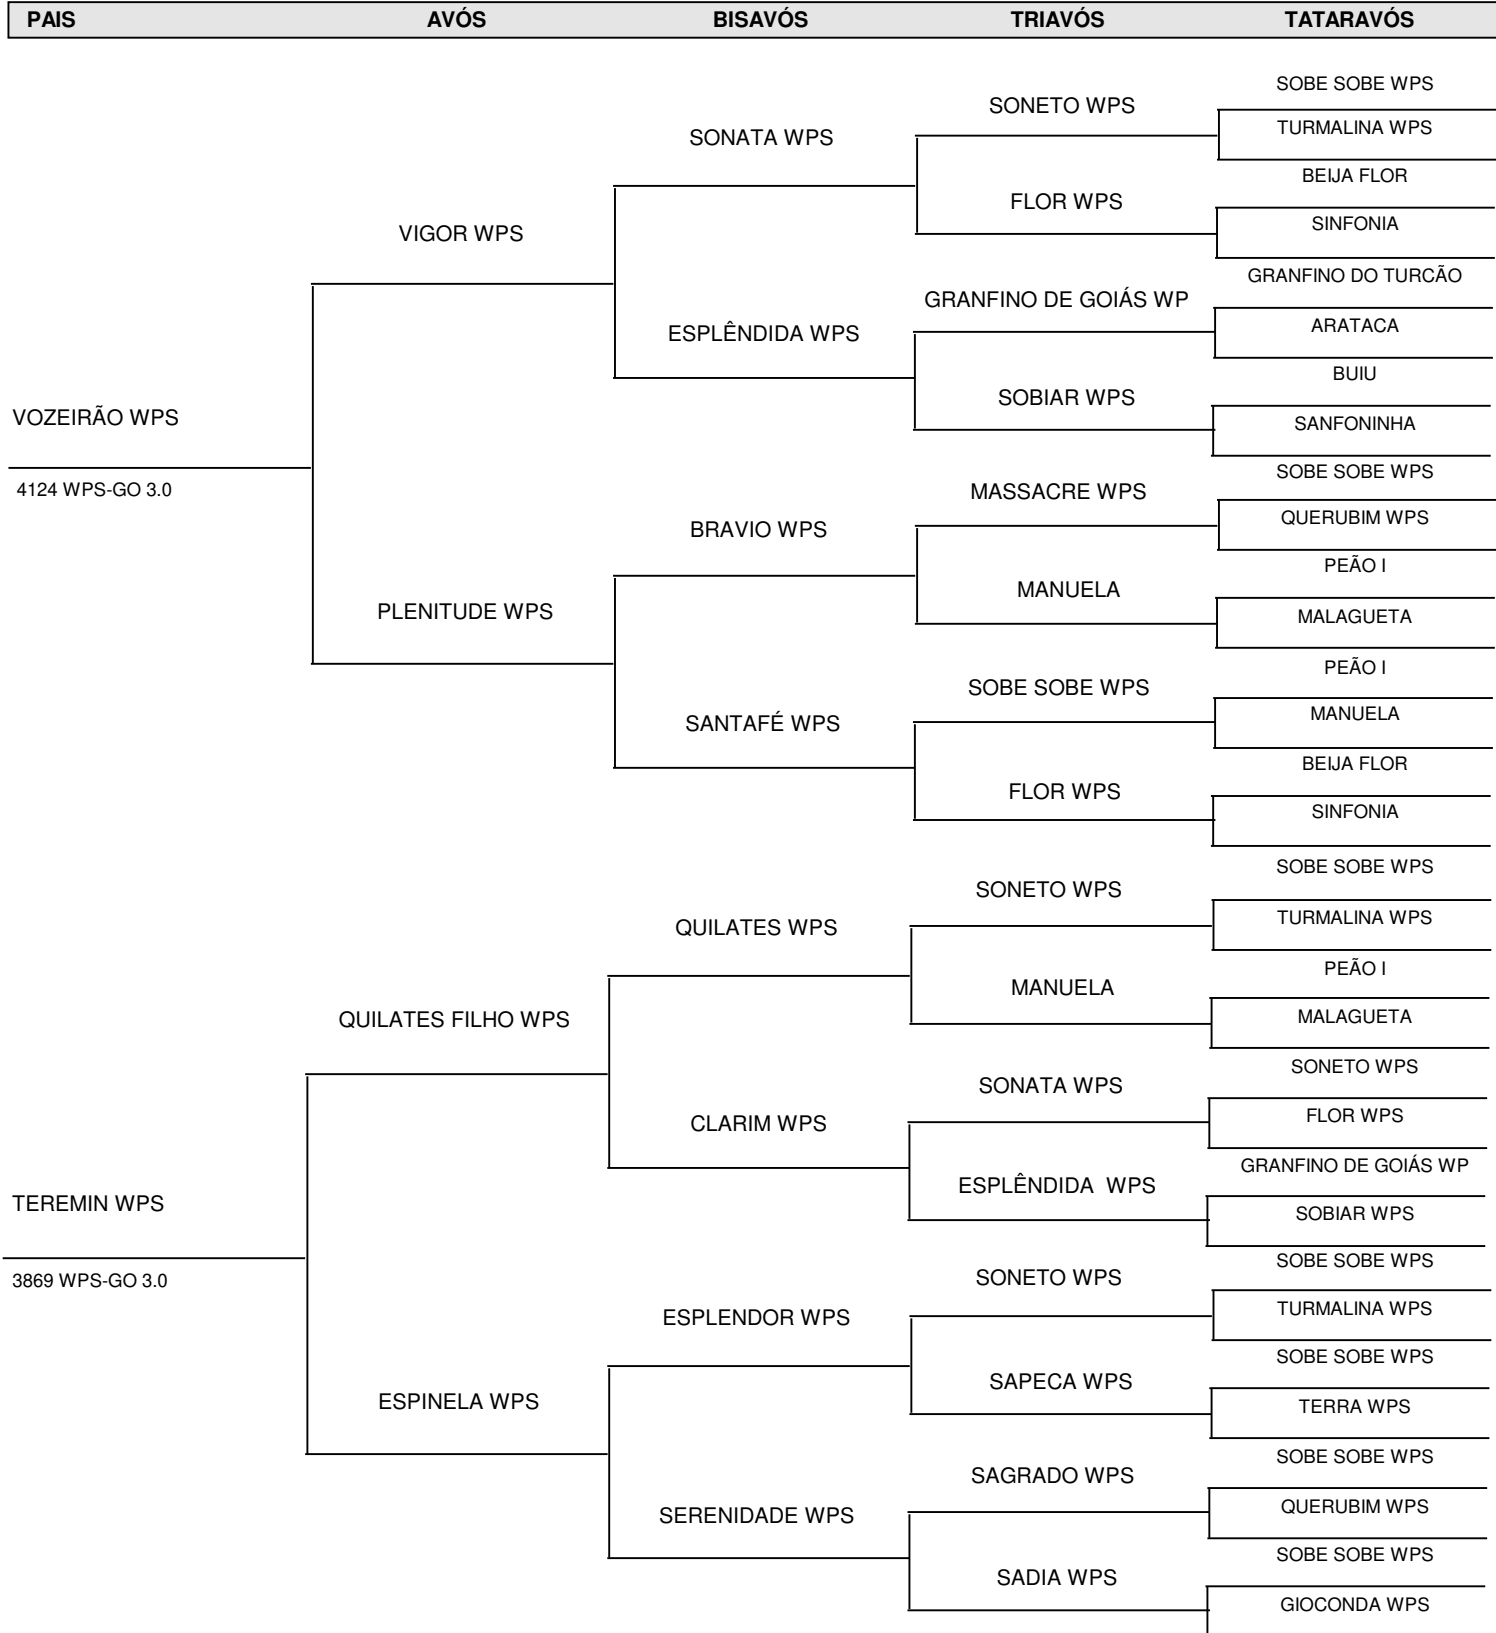 PAIS AVÓS BISAVÓS TRIAVÓS TATARAVÓS
SOBE SOBE WPS
SONETO WPS
TURMALINA WPS
SONATA WPS
BEIJA FLOR
FLOR WPS
SINFONIA
VIGOR WPS
GRANFINO DO TURCÃO
GRANFINO DE GOIÁS WP
ARATACA
ESPLÊNDIDA WPS
BUIU
SOBIAR WPS
SANFONINHA
VOZEIRÃO WPS
SOBE SOBE WPS
4124 WPS-GO 3.0
MASSACRE WPS
QUERUBIM WPS
BRAVIO WPS
PEÃO I
MANUELA
PLENITUDE WPS
MALAGUETA
PEÃO I
SOBE SOBE WPS
MANUELA
SANTAFÉ WPS
BEIJA FLOR
FLOR WPS
SINFONIA
SOBE SOBE WPS
SONETO WPS
TURMALINA WPS
QUILATES WPS
PEÃO I
MANUELA
MALAGUETA
QUILATES FILHO WPS
SONETO WPS
SONATA WPS
FLOR WPS
CLARIM WPS
GRANFINO DE GOIÁS WP
ESPLÊNDIDA  WPS
TEREMIN WPS
SOBIAR WPS
SOBE SOBE WPS
3869 WPS-GO 3.0
SONETO WPS
TURMALINA WPS
ESPLENDOR WPS
SOBE SOBE WPS
SAPECA WPS
ESPINELA WPS
TERRA WPS
SOBE SOBE WPS
SAGRADO WPS
QUERUBIM WPS
SERENIDADE WPS
SOBE SOBE WPS
SADIA WPS
GIOCONDA WPS